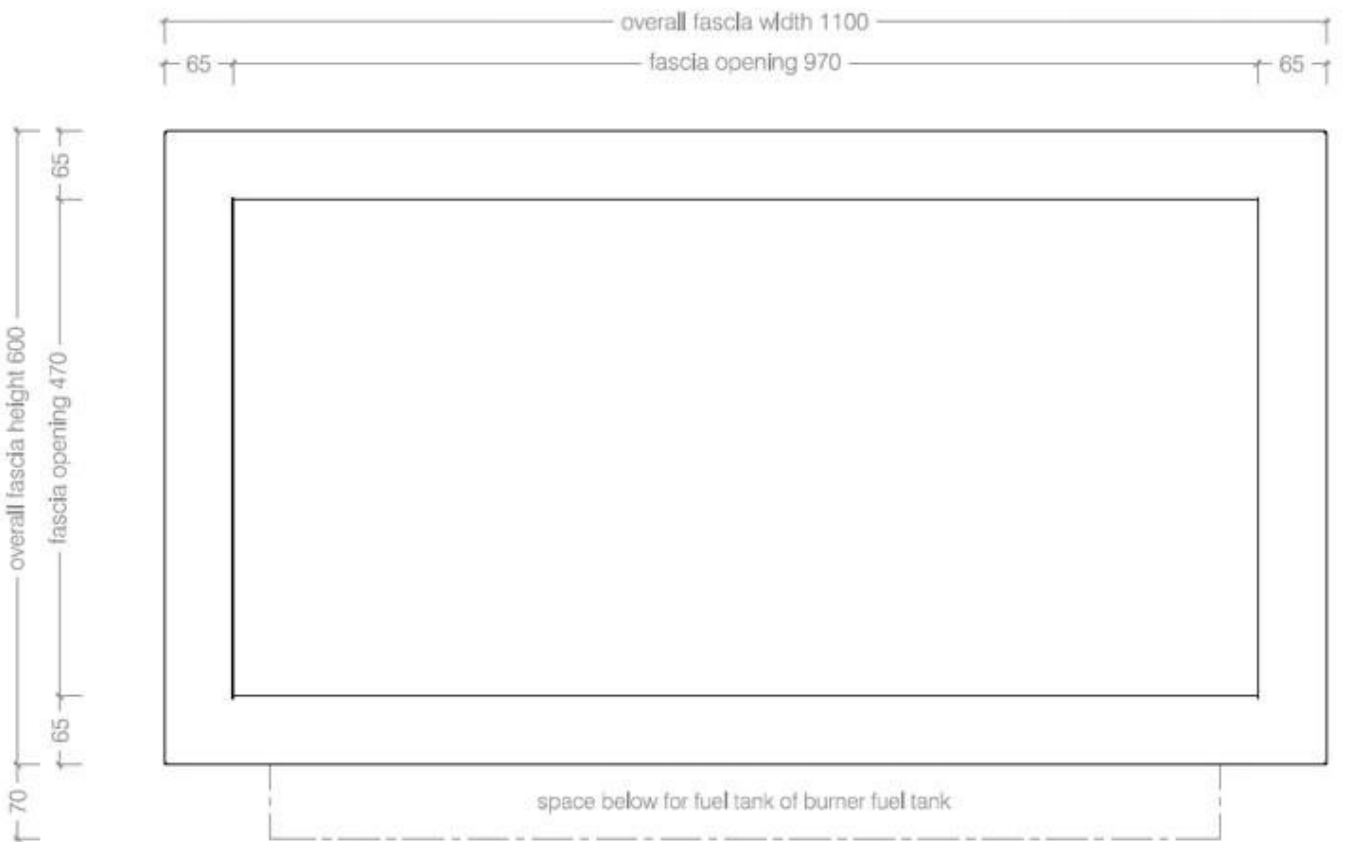 overall fascia width 1100
65
fascia opening 970
65
65
overall fascia height 600
fascia opening 470
65
70
space below for fuel tank of burner fuel tank